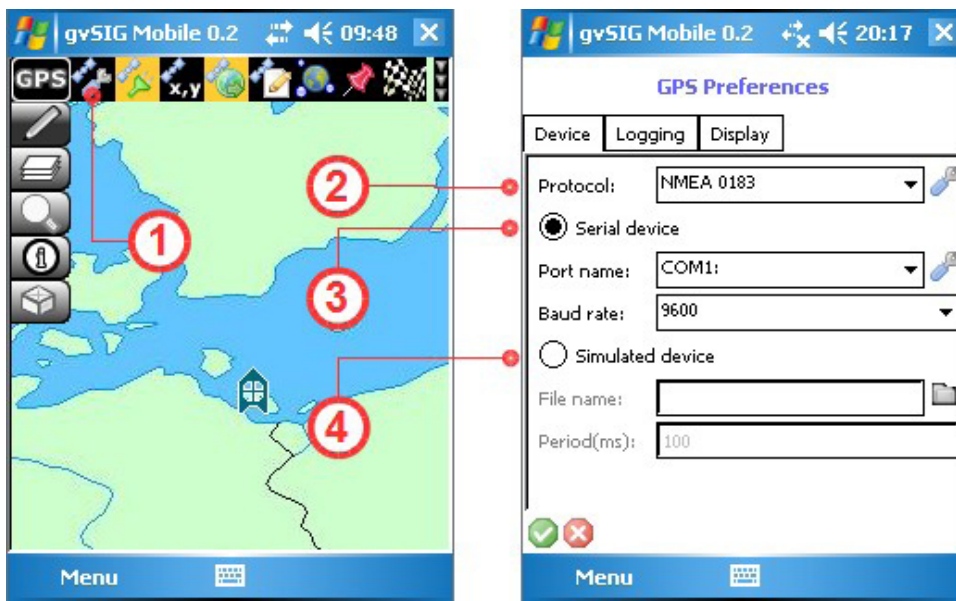 gvSIG Mobile 0.2 09:48
GPS x,y
1
2
3
4
Menu
gvSIG Mobile 0.2 20:17
GPS Preferences
Device Logging Display
Protocol: NMEA 0183
Serial device
Port name: COM1:
Baud rate: 9600
Simulated device
File name:
Period(ms): 100
Menu